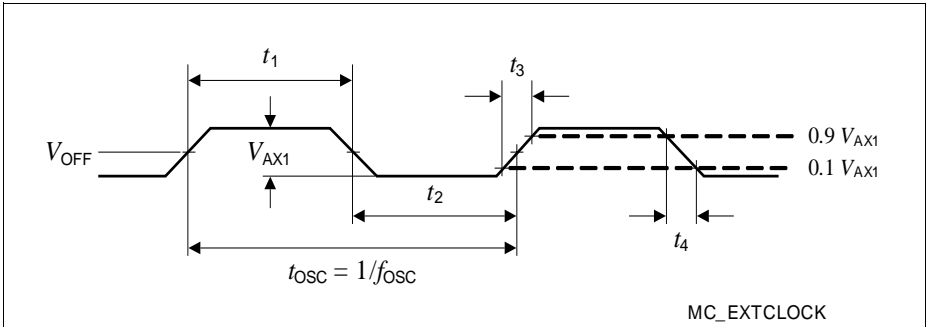 t1
t3
VOFF
VAX1
0.9 VAX1
0.1 VAX1
t2
t4
tOSC = 1/fOSC
MC_EXTCLOCK